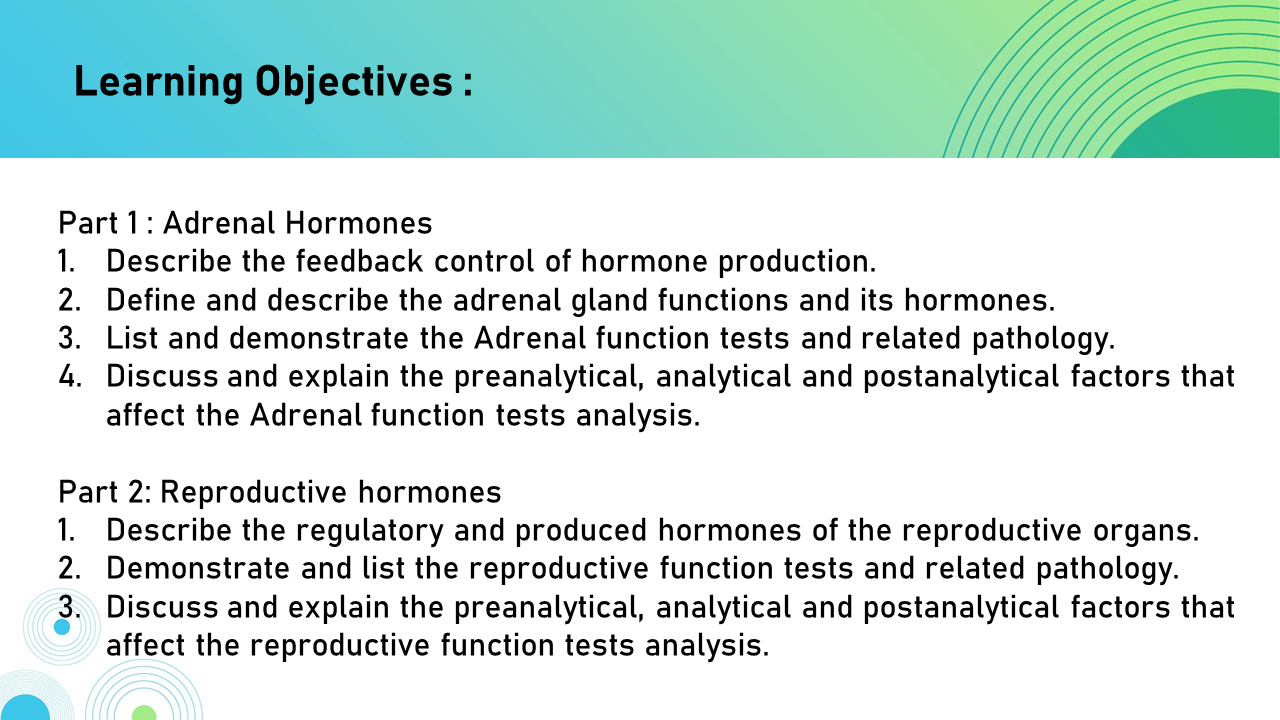 Learning Objectives :
Part 1 : Adrenal Hormones
1. Describe the feedback control of hormone production.
2. Define and describe the adrenal gland functions and its hormones.
3. List and demonstrate the Adrenal function tests and related pathology.
4. Discuss and explain the preanalytical, analytical and postanalytical factors that
affect the Adrenal function tests analysis.
Part 2: Reproductive hormones
1. Describe the regulatory and produced hormones of the reproductive organs.
2. Demonstrate and list the reproductive function tests and related pathology.
3. Discuss and explain the preanalytical, analytical and postanalytical factors that
affect the reproductive function tests analysis.